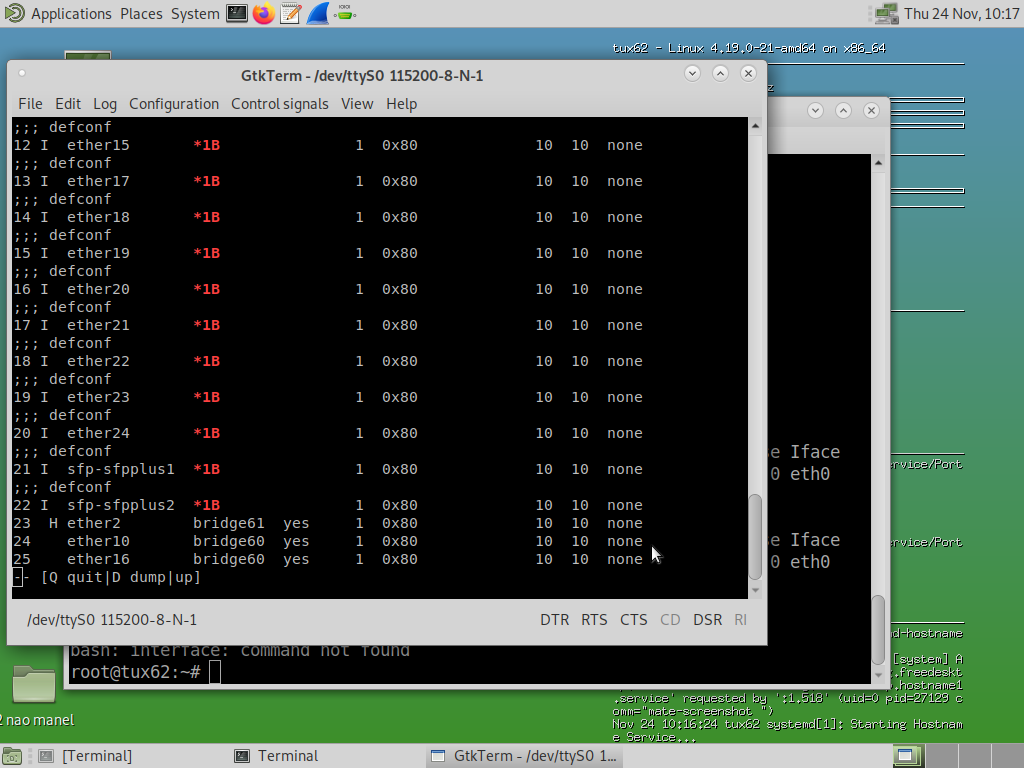 Applications Places System Thu 24 Nov, 10:17
tux62 - Linux 4.19.0-21-amd64 on x86_64
GtkTerm - /dev/ttyS0 115200-8-N-1
File Edit Log Configuration Control signals View Help
;;; defconf
12 I ether15 *1B 1 0x80 10 10 none
;;; defconf
13 I ether17 *1B 1 0x80 10 10 none
;;; defconf
14 I ether18 *1B 1 0x80 10 10 none
;;; defconf
15 I ether19 *1B 1 0x80 10 10 none
;;; defconf
16 I ether20 *1B 1 0x80 10 10 none
;;; defconf
17 I ether21 *1B 1 0x80 10 10 none
;;; defconf
18 I ether22 *1B 1 0x80 10 10 none
;;; defconf
19 I ether23 *1B 1 0x80 10 10 none
;;; defconf
20 I ether24 *1B 1 0x80 10 10 none
;;; defconf
21 I sfp-sfpplus1 *1B 1 0x80 10 10 none
;;; defconf
22 I sfp-sfpplus2 *1B 1 0x80 10 10 none
23 H ether2 bridge61 yes 1 0x80 10 10 none
24 ether10 bridge60 yes 1 0x80 10 10 none
25 ether16 bridge60 yes 1 0x80 10 10 none
-- [Q quit|D dump|up]
/dev/ttyS0 115200-8-N-1 DTR RTS CTS CD DSR RI
z
se Iface
0 eth0
se Iface
0 eth0
ervice/Port
ervice/Port
bash: interface: command not found
root@tux62:~#
d-hostname
[system] A
.freedeskt
.hostname1
.service' requested by ':1.518' (uid=0 pid=27129 c
omm="mate-screenshot ")
Nov 24 10:16:24 tux62 systemd[1]: Starting Hostnam
e Service...
2 nao manel
[Terminal] Terminal GtkTerm - /dev/ttyS0 1...